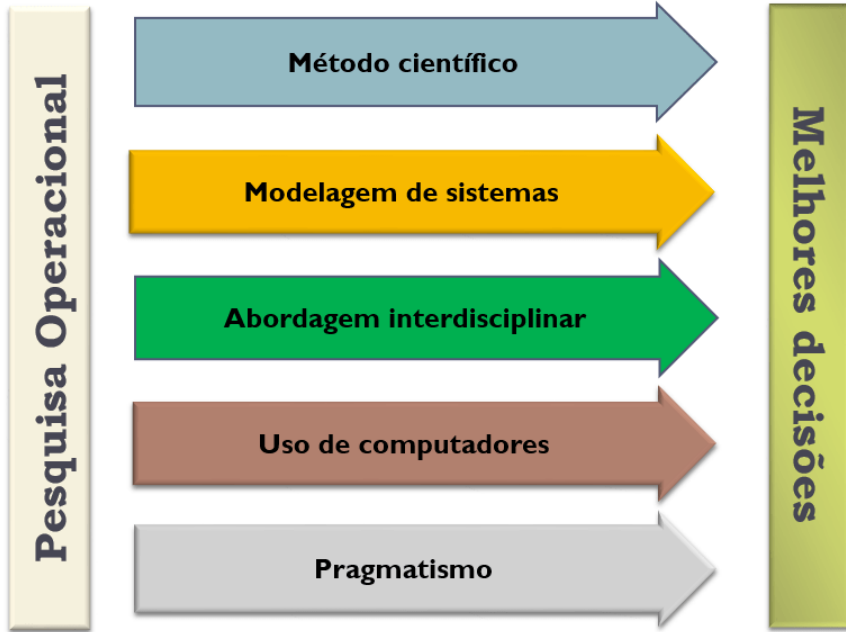 Pesquisa Operacional
Método científico
Modelagem de sistemas
Abordagem interdisciplinar
Uso de computadores
Pragmatismo
Melhores decisões